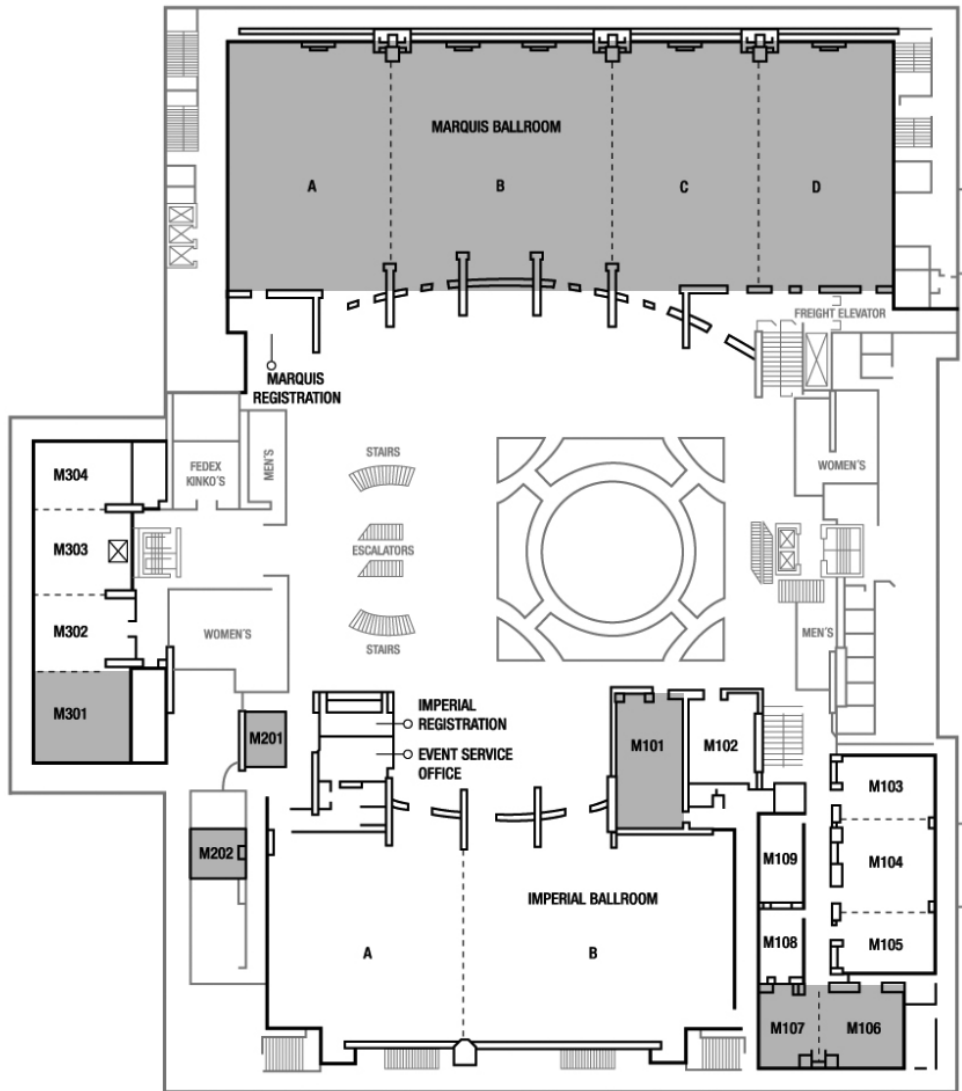 MARQUIS BALLROOM
A
B
C
D
FREIGHT ELEVATOR
MARQUIS
REGISTRATION
M304
FEDEX
KINKO'S
MEN'S
STAIRS
WOMEN'S
M303
ESCALATORS
M302
WOMEN'S
STAIRS
MEN'S
M301
M201
IMPERIAL
REGISTRATION
EVENT SERVICE
OFFICE
M101
M102
M103
M202
M109
M104
IMPERIAL BALLROOM
A
B
M108
M105
M107
M106